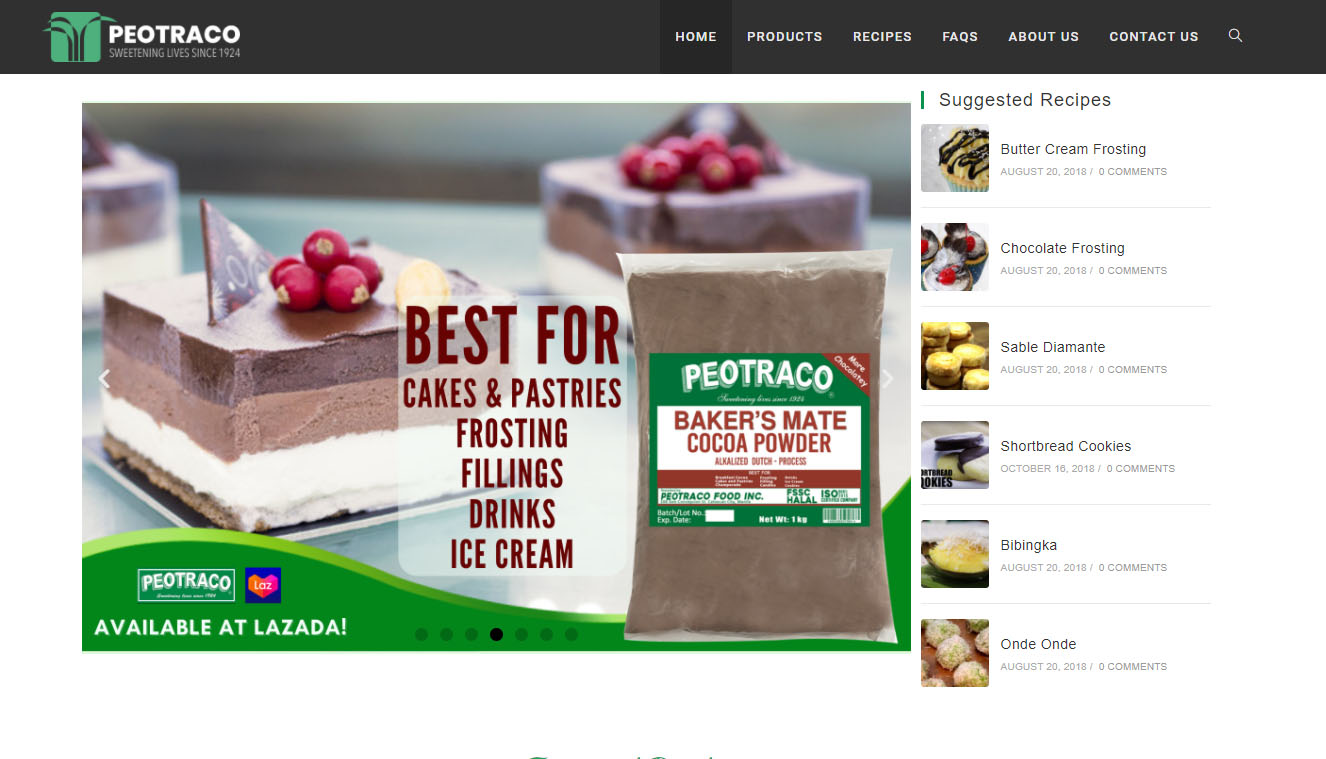 PEOTRACO
SWEETENING LIVES SINCE 1924
HOME PRODUCTS RECIPES FAQS ABOUT US CONTACT US
BEST FOR
CAKES & PASTRIES
FROSTING
FILLINGS
DRINKS
ICE CREAM
More
Chocolatey
PEOTRACO
Sweetening lives since 1924
BAKER'S MATE
COCOA POWDER
ALKALIZED DUTCH - PROCESS
BEST FOR
PEOTRACO FOOD INC.
FSSC
HALAL
ISO
Batch/Lot No.:
Exp. Date:
Net Wt: 1 kg
PEOTRACO
Sweetening lives since 1924
Laz
AVAILABLE AT LAZADA!
Suggested Recipes
Butter Cream Frosting
AUGUST 20, 2018 / 0 COMMENTS
Chocolate Frosting
AUGUST 20, 2018 / 0 COMMENTS
Sable Diamante
AUGUST 20, 2018 / 0 COMMENTS
Shortbread Cookies
OCTOBER 16, 2018 / 0 COMMENTS
Bibingka
AUGUST 20, 2018 / 0 COMMENTS
Onde Onde
AUGUST 20, 2018 / 0 COMMENTS